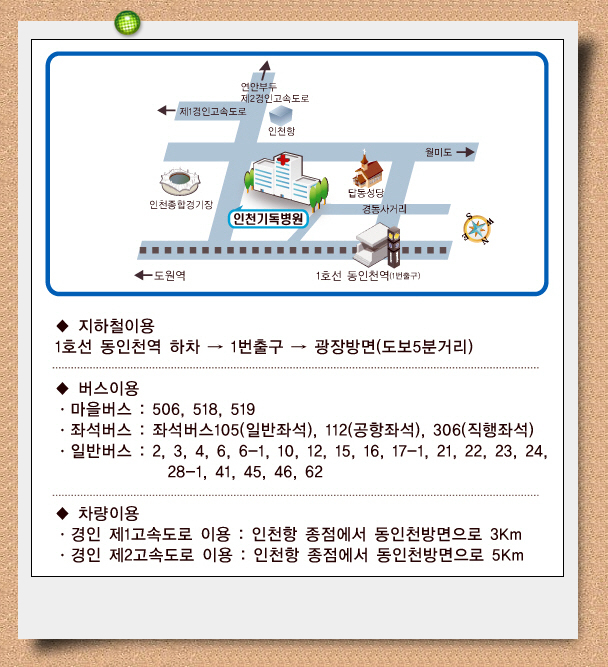 연안부두
제2경인고속도로
제1경인고속도로
인천항
월미도
인천종합경기장
답동성당
인천기독병원
경동사거리
S
W
E
N
도원역
1호선 동인천역(1번출구)
◆ 지하철이용
1호선 동인천역 하차 → 1번출구 → 광장방면(도보5분거리)
◆ 버스이용
· 마을버스 : 506, 518, 519
· 좌석버스 : 좌석버스105(일반좌석), 112(공항좌석), 306(직행좌석)
· 일반버스 : 2, 3, 4, 6, 6-1, 10, 12, 15, 16, 17-1, 21, 22, 23, 24,
28-1, 41, 45, 46, 62
◆ 차량이용
· 경인 제1고속도로 이용 : 인천항 종점에서 동인천방면으로 3Km
· 경인 제2고속도로 이용 : 인천항 종점에서 동인천방면으로 5Km